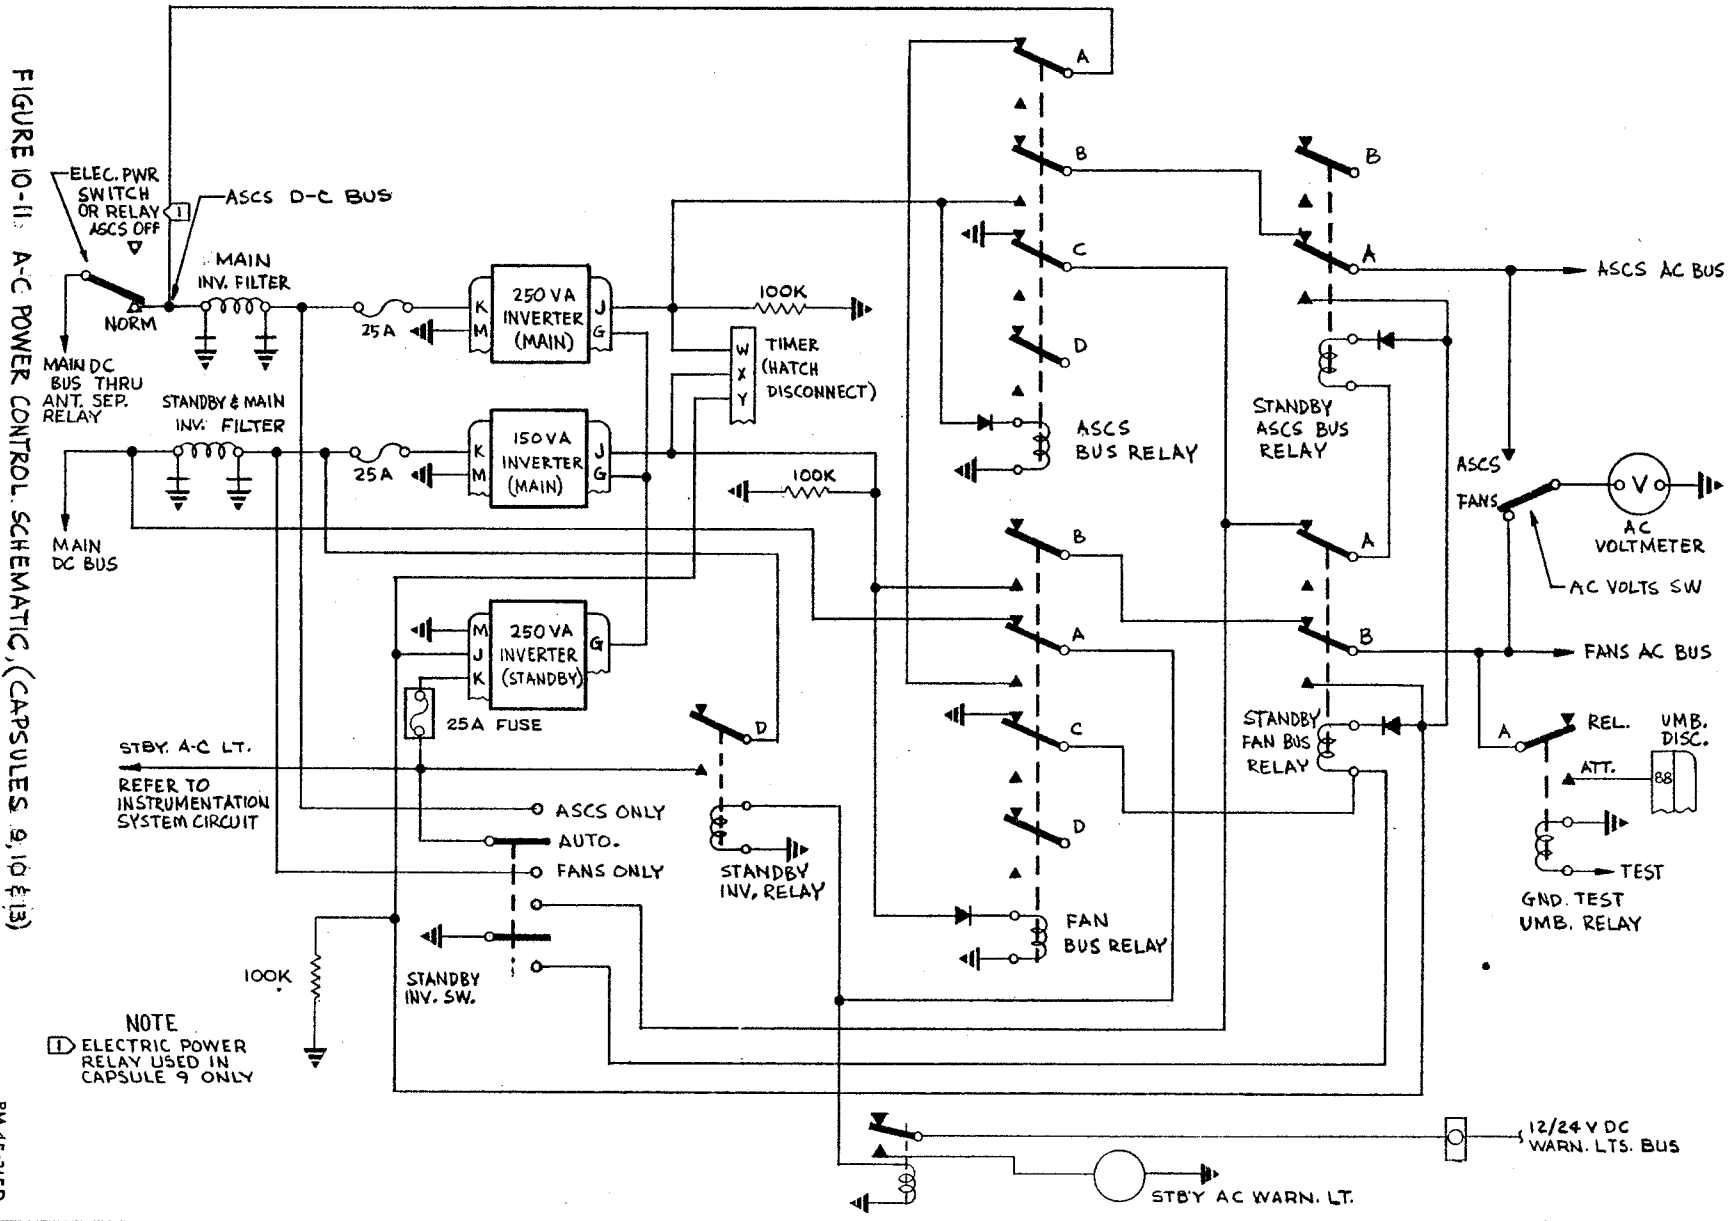 FIGURE 10-11. A-C POWER CONTROL SCHEMATIC, (CAPSULES 9, 10 & 13)
ELEC. PWR
SWITCH
OR RELAY 1
ASCS OFF
ASCS D-C BUS
NORM
MAIN
INV. FILTER
MAIN DC
BUS THRU
ANT. SEP.
RELAY
STANDBY & MAIN
INV. FILTER
MAIN
DC BUS
25A
25A
K
M
250 VA
INVERTER
(MAIN)
J
G
K
M
150 VA
INVERTER
(MAIN)
J
G
M
J
K
250 VA
INVERTER
(STANDBY)
G
25A FUSE
100K
W
X
Y
TIMER
(HATCH
DISCONNECT)
100K
STBY. A-C LT.
REFER TO
INSTRUMENTATION
SYSTEM CIRCUIT
ASCS ONLY
AUTO.
FANS ONLY
STANDBY
INV. SW.
100K
NOTE
1 ELECTRIC POWER
RELAY USED IN
CAPSULE 9 ONLY
D
STANDBY
INV. RELAY
A
B
C
D
ASCS
BUS RELAY
B
A
C
D
FAN
BUS RELAY
B
A
STANDBY
ASCS BUS
RELAY
A
B
STANDBY
FAN BUS
RELAY
ASCS AC BUS
ASCS
FANS
V
AC
VOLTMETER
AC VOLTS SW
FANS AC BUS
A
REL.
UMB.
DISC.
ATT.
88
TEST
GND. TEST
UMB. RELAY
12/24 V DC
WARN. LTS. BUS
STBY AC WARN. LT.